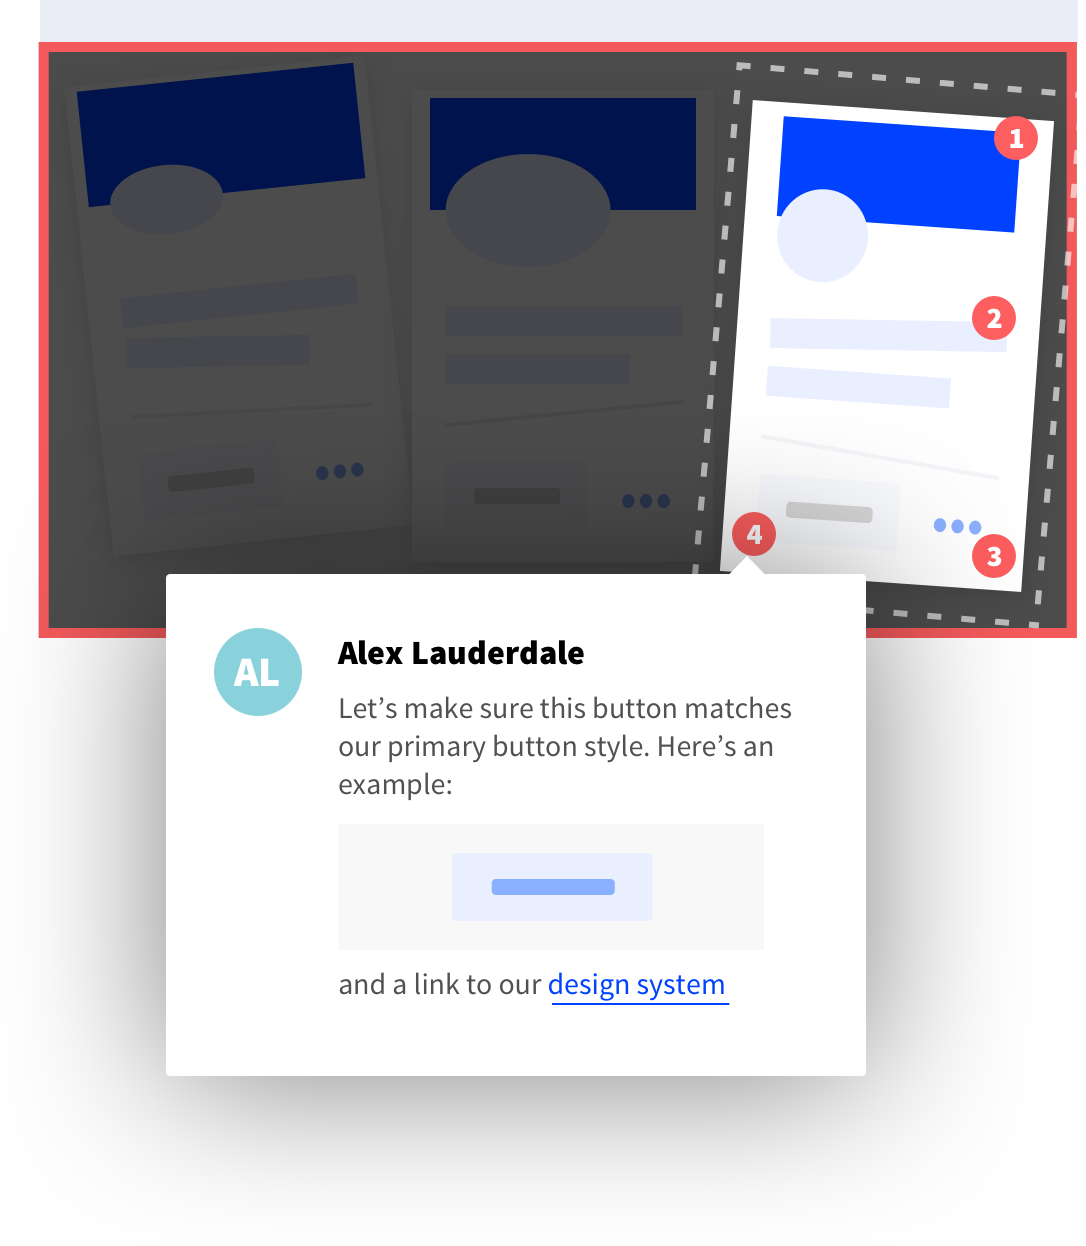 1
2
4
3
AL
Alex Lauderdale
Let’s make sure this button matches
our primary button style. Here’s an
example:
and a link to our design system